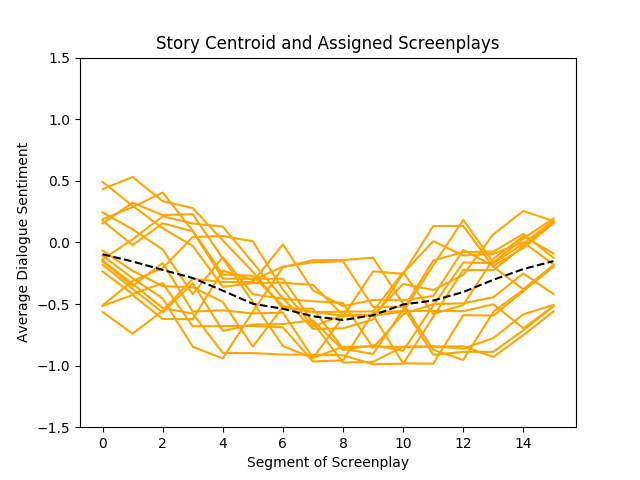 Story Centroid and Assigned Screenplays
1.5
1.0
0.5
0.0
−0.5
−1.0
−1.5
Average Dialogue Sentiment
0 2 4 6 8 10 12 14
Segment of Screenplay